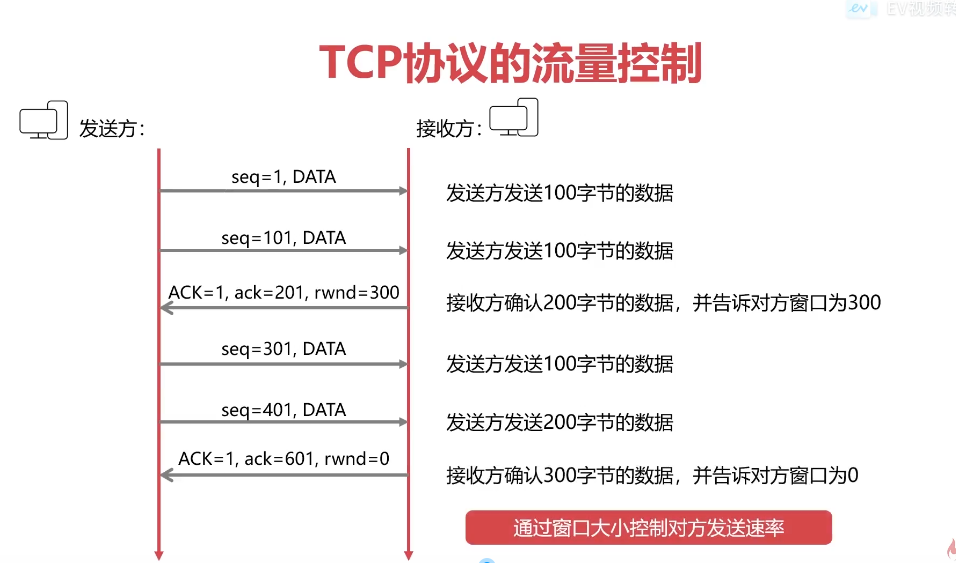 EV视频转
TCP协议的流量控制
发送方：
接收方：
seq=1, DATA
发送方发送100字节的数据
seq=101, DATA
发送方发送100字节的数据
ACK=1, ack=201, rwnd=300
接收方确认200字节的数据，并告诉对方窗口为300
seq=301, DATA
发送方发送100字节的数据
seq=401, DATA
发送方发送200字节的数据
ACK=1, ack=601, rwnd=0
接收方确认300字节的数据，并告诉对方窗口为0
通过窗口大小控制对方发送速率